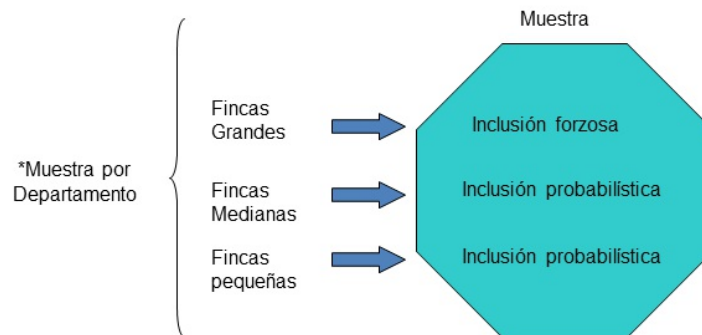 Muestra
Fincas
Grandes
Inclusión forzosa
*Muestra por
Departamento
Fincas
Medianas
Inclusión probabilística
Fincas
pequeñas
Inclusión probabilística